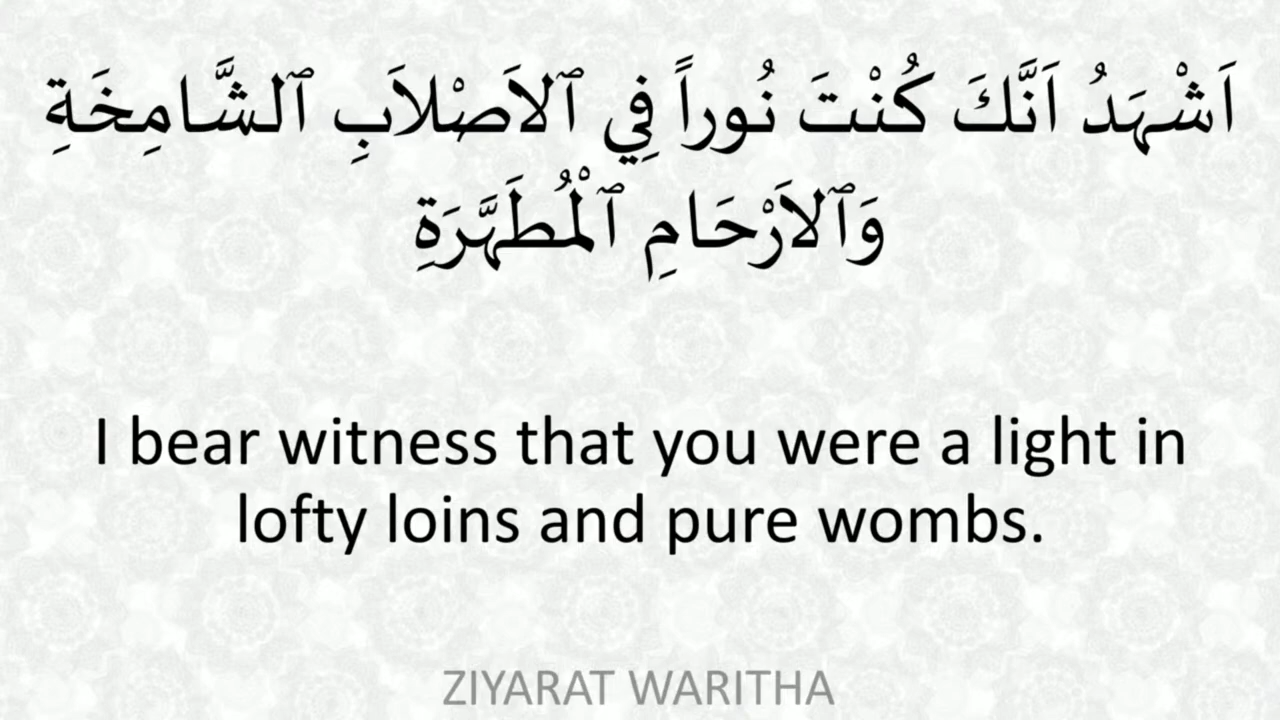 اَشْهَدُ اَنَّكَ كُنْتَ نُوراً فِي ٱلاَصْلاَبِ ٱلشَّامِخَةِ
وَٱلاَرْحَامِ ٱلْمُطَهَّرَةِ
I bear witness that you were a light in
lofty loins and pure wombs.
ZIYARAT WARITHA